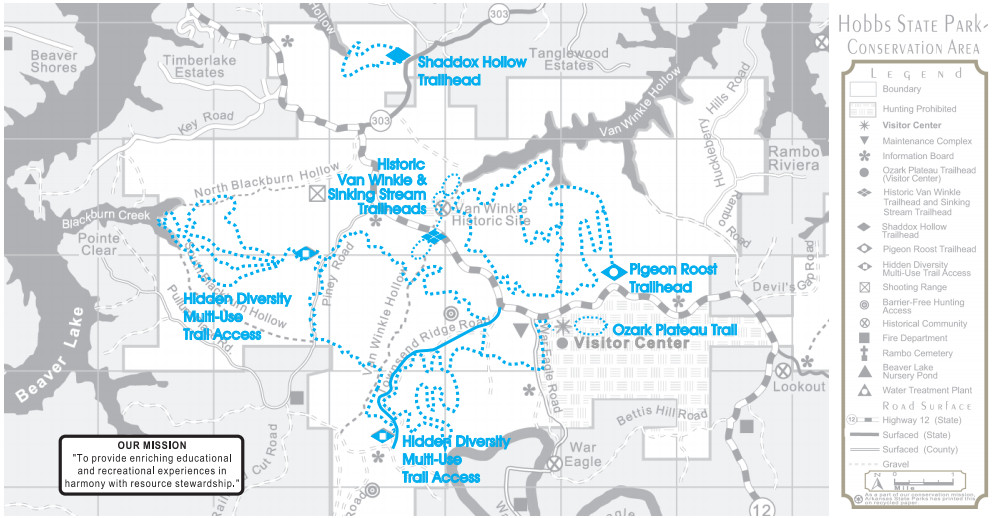 303
Hollow
Beaver
Shores
Timberlake
Estates
Shaddox Hollow
Trailhead
Tanglewood
Estates
Key Road
303
Van Winkle Hollow
Huckleberry Hills Road
Rambo
Riviera
Historic
Van Winkle &
Sinking Stream
Trailheads
North Blackburn Hollow
Van Winkle
Historic Site
Rambo Road
Blackburn Creek
Pointe
Clear
Piney Road
Pigeon Roost
Trailhead
Devil's Gap Road
Hidden Diversity
Multi-Use
Trail Access
Van Winkle Hollow
Townsend Ridge Road
Ozark Plateau Trail
Visitor Center
War Eagle Road
Beaver Lake
Lookout
Bettis Hill Road
Hidden Diversity
Multi-Use
Trail Access
War
Eagle
Cut Road
Road
12
OUR MISSION
"To provide enriching educational
and recreational experiences in
harmony with resource stewardship."
Hobbs State Park-
Conservation Area
Legend
Boundary
Hunting Prohibited
Visitor Center
Maintenance Complex
Information Board
Ozark Plateau Trailhead
(Visitor Center)
Historic Van Winkle
Trailhead and Sinking
Stream Trailhead
Shaddox Hollow
Trailhead
Pigeon Roost Trailhead
Hidden Diversity
Multi-Use Trail Access
Shooting Range
Barrier-Free Hunting
Access
Historical Community
Fire Department
Rambo Cemetery
Beaver Lake
Nursery Pond
Water Treatment Plant
Road Surface
12 Highway 12 (State)
Surfaced (State)
Surfaced (County)
Gravel
N
Mile
As a part of our conservation mission,
Arkansas State Parks has printed this
on recycled paper.